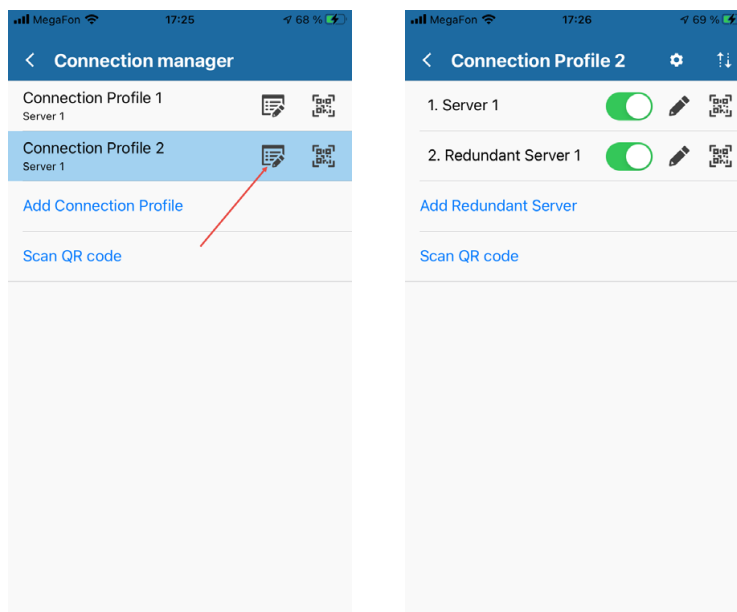 MegaFon 17:25 68 %
Connection manager
Connection Profile 1
Server 1
Connection Profile 2
Server 1
Add Connection Profile
Scan QR code
MegaFon 17:26 69 %
Connection Profile 2
1. Server 1
2. Redundant Server 1
Add Redundant Server
Scan QR code